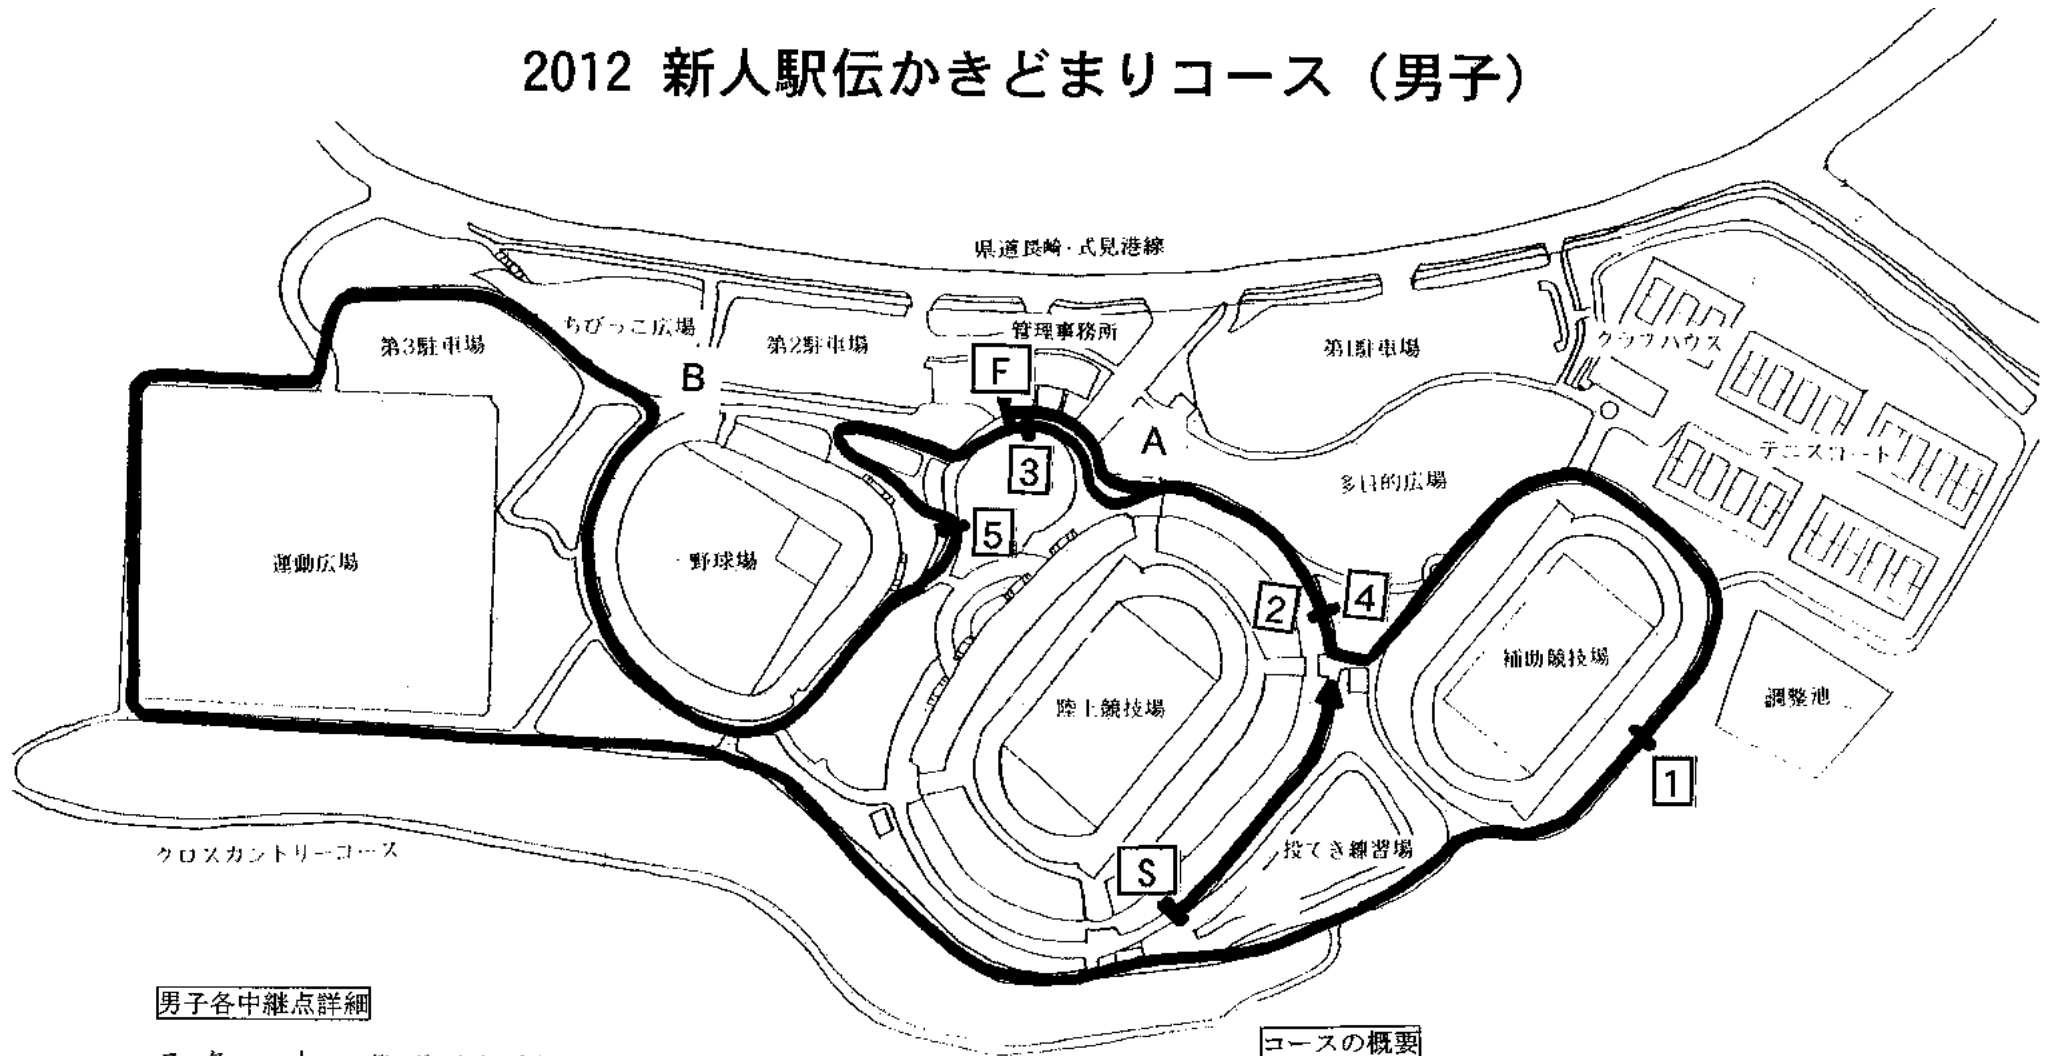 2012 新人駅伝かきどまりコース（男子）
県道長崎・式見港線
ちびっこ広場
管理事務所
第3駐車場
第2駐車場
第1駐車場
クラブハウス
F
B
A
テニスコート
3
多目的広場
5
運動広場
野球場
2
4
補助競技場
調整池
陸上競技場
1
クロスカントリーコース
投てき練習場
S
男子各中継点詳細
コースの概要